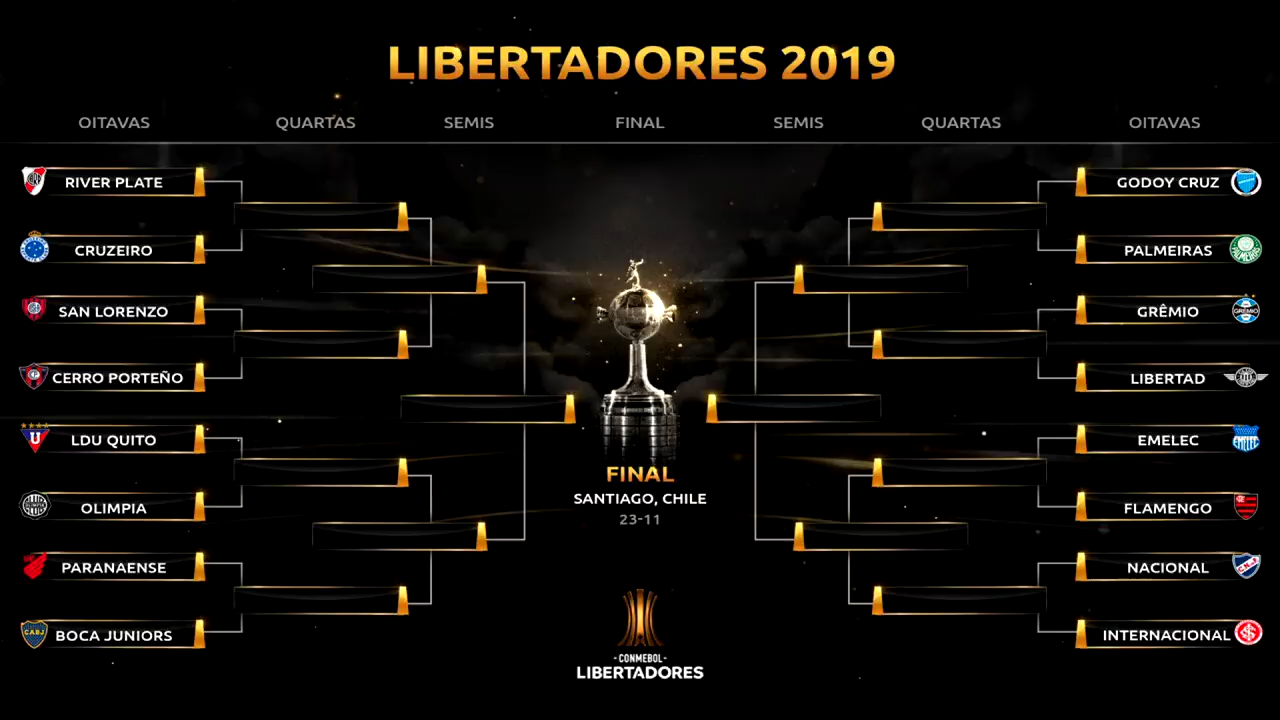 LIBERTADORES 2019
OITAVAS QUARTAS SEMIS FINAL SEMIS QUARTAS OITAVAS
RIVER PLATE
CRUZEIRO
SAN LORENZO
CERRO PORTEÑO
LDU QUITO
OLIMPIA
PARANAENSE
BOCA JUNIORS
FINAL
SANTIAGO, CHILE
23-11
- CONMEBOL -
LIBERTADORES
GODOY CRUZ
PALMEIRAS
GRÊMIO
LIBERTAD
EMELEC
FLAMENGO
NACIONAL
INTERNACIONAL